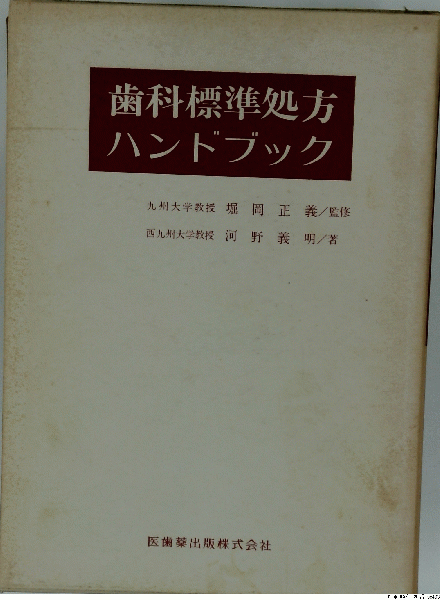 歯科標準処方
ハンドブック
九州大学教授 堀岡正義／監修
西九州大学教授 河野義明／著
医歯薬出版株式会社